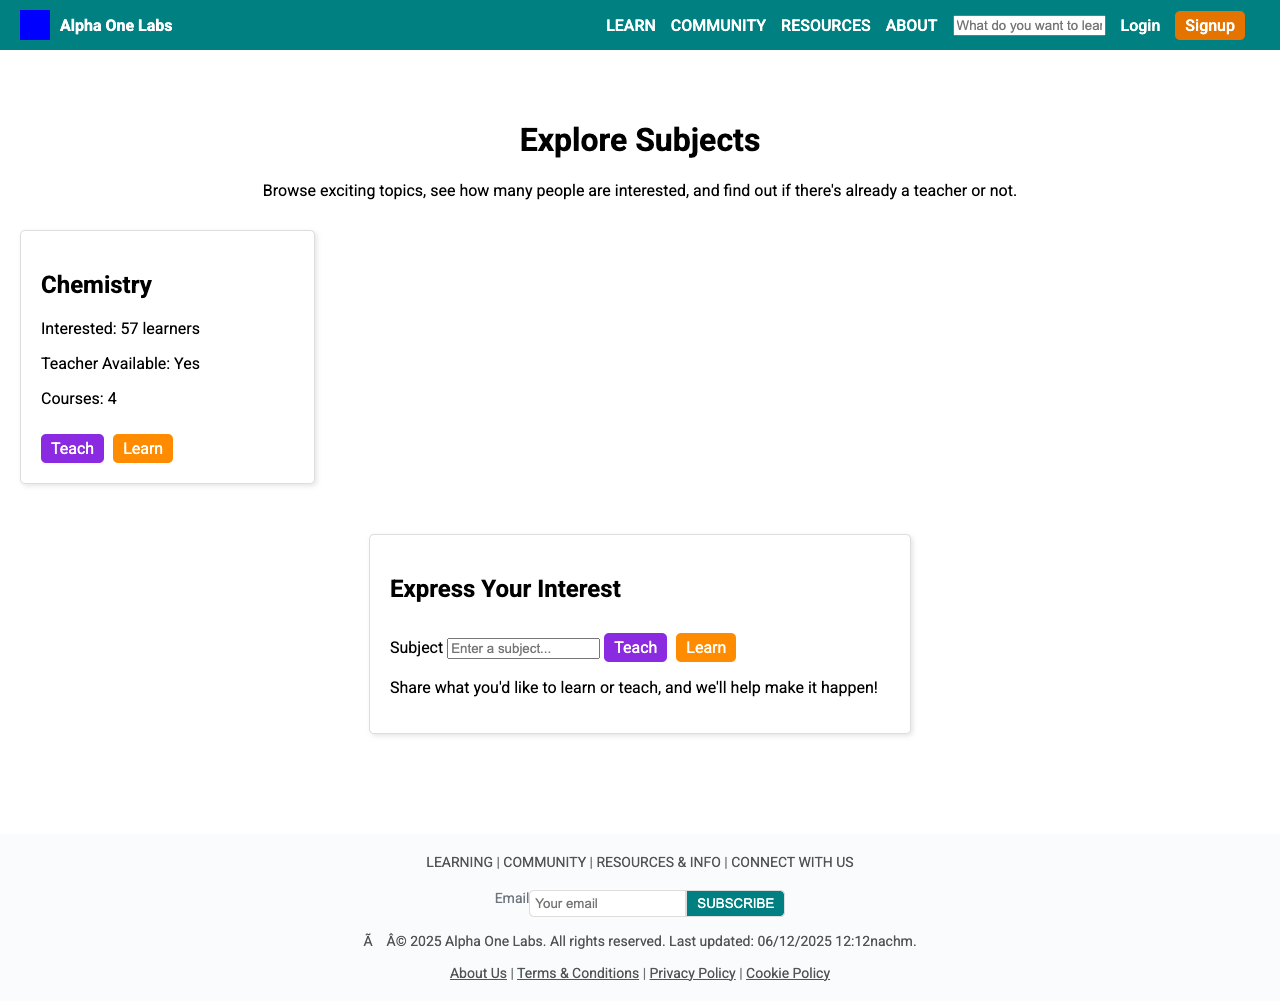 Alpha One Labs LEARN COMMUNITY RESOURCES ABOUT What do you want to lear Login Signup
Explore Subjects
Browse exciting topics, see how many people are interested, and find out if there's already a teacher or not.
Chemistry
Interested: 57 learners
Teacher Available: Yes
Courses: 4
Teach Learn
Express Your Interest
Subject Enter a subject... Teach Learn
Share what you'd like to learn or teach, and we'll help make it happen!
LEARNING | COMMUNITY | RESOURCES & INFO | CONNECT WITH US
Email Your email SUBSCRIBE
Ã Â© 2025 Alpha One Labs. All rights reserved. Last updated: 06/12/2025 12:12nachm.
About Us | Terms & Conditions | Privacy Policy | Cookie Policy